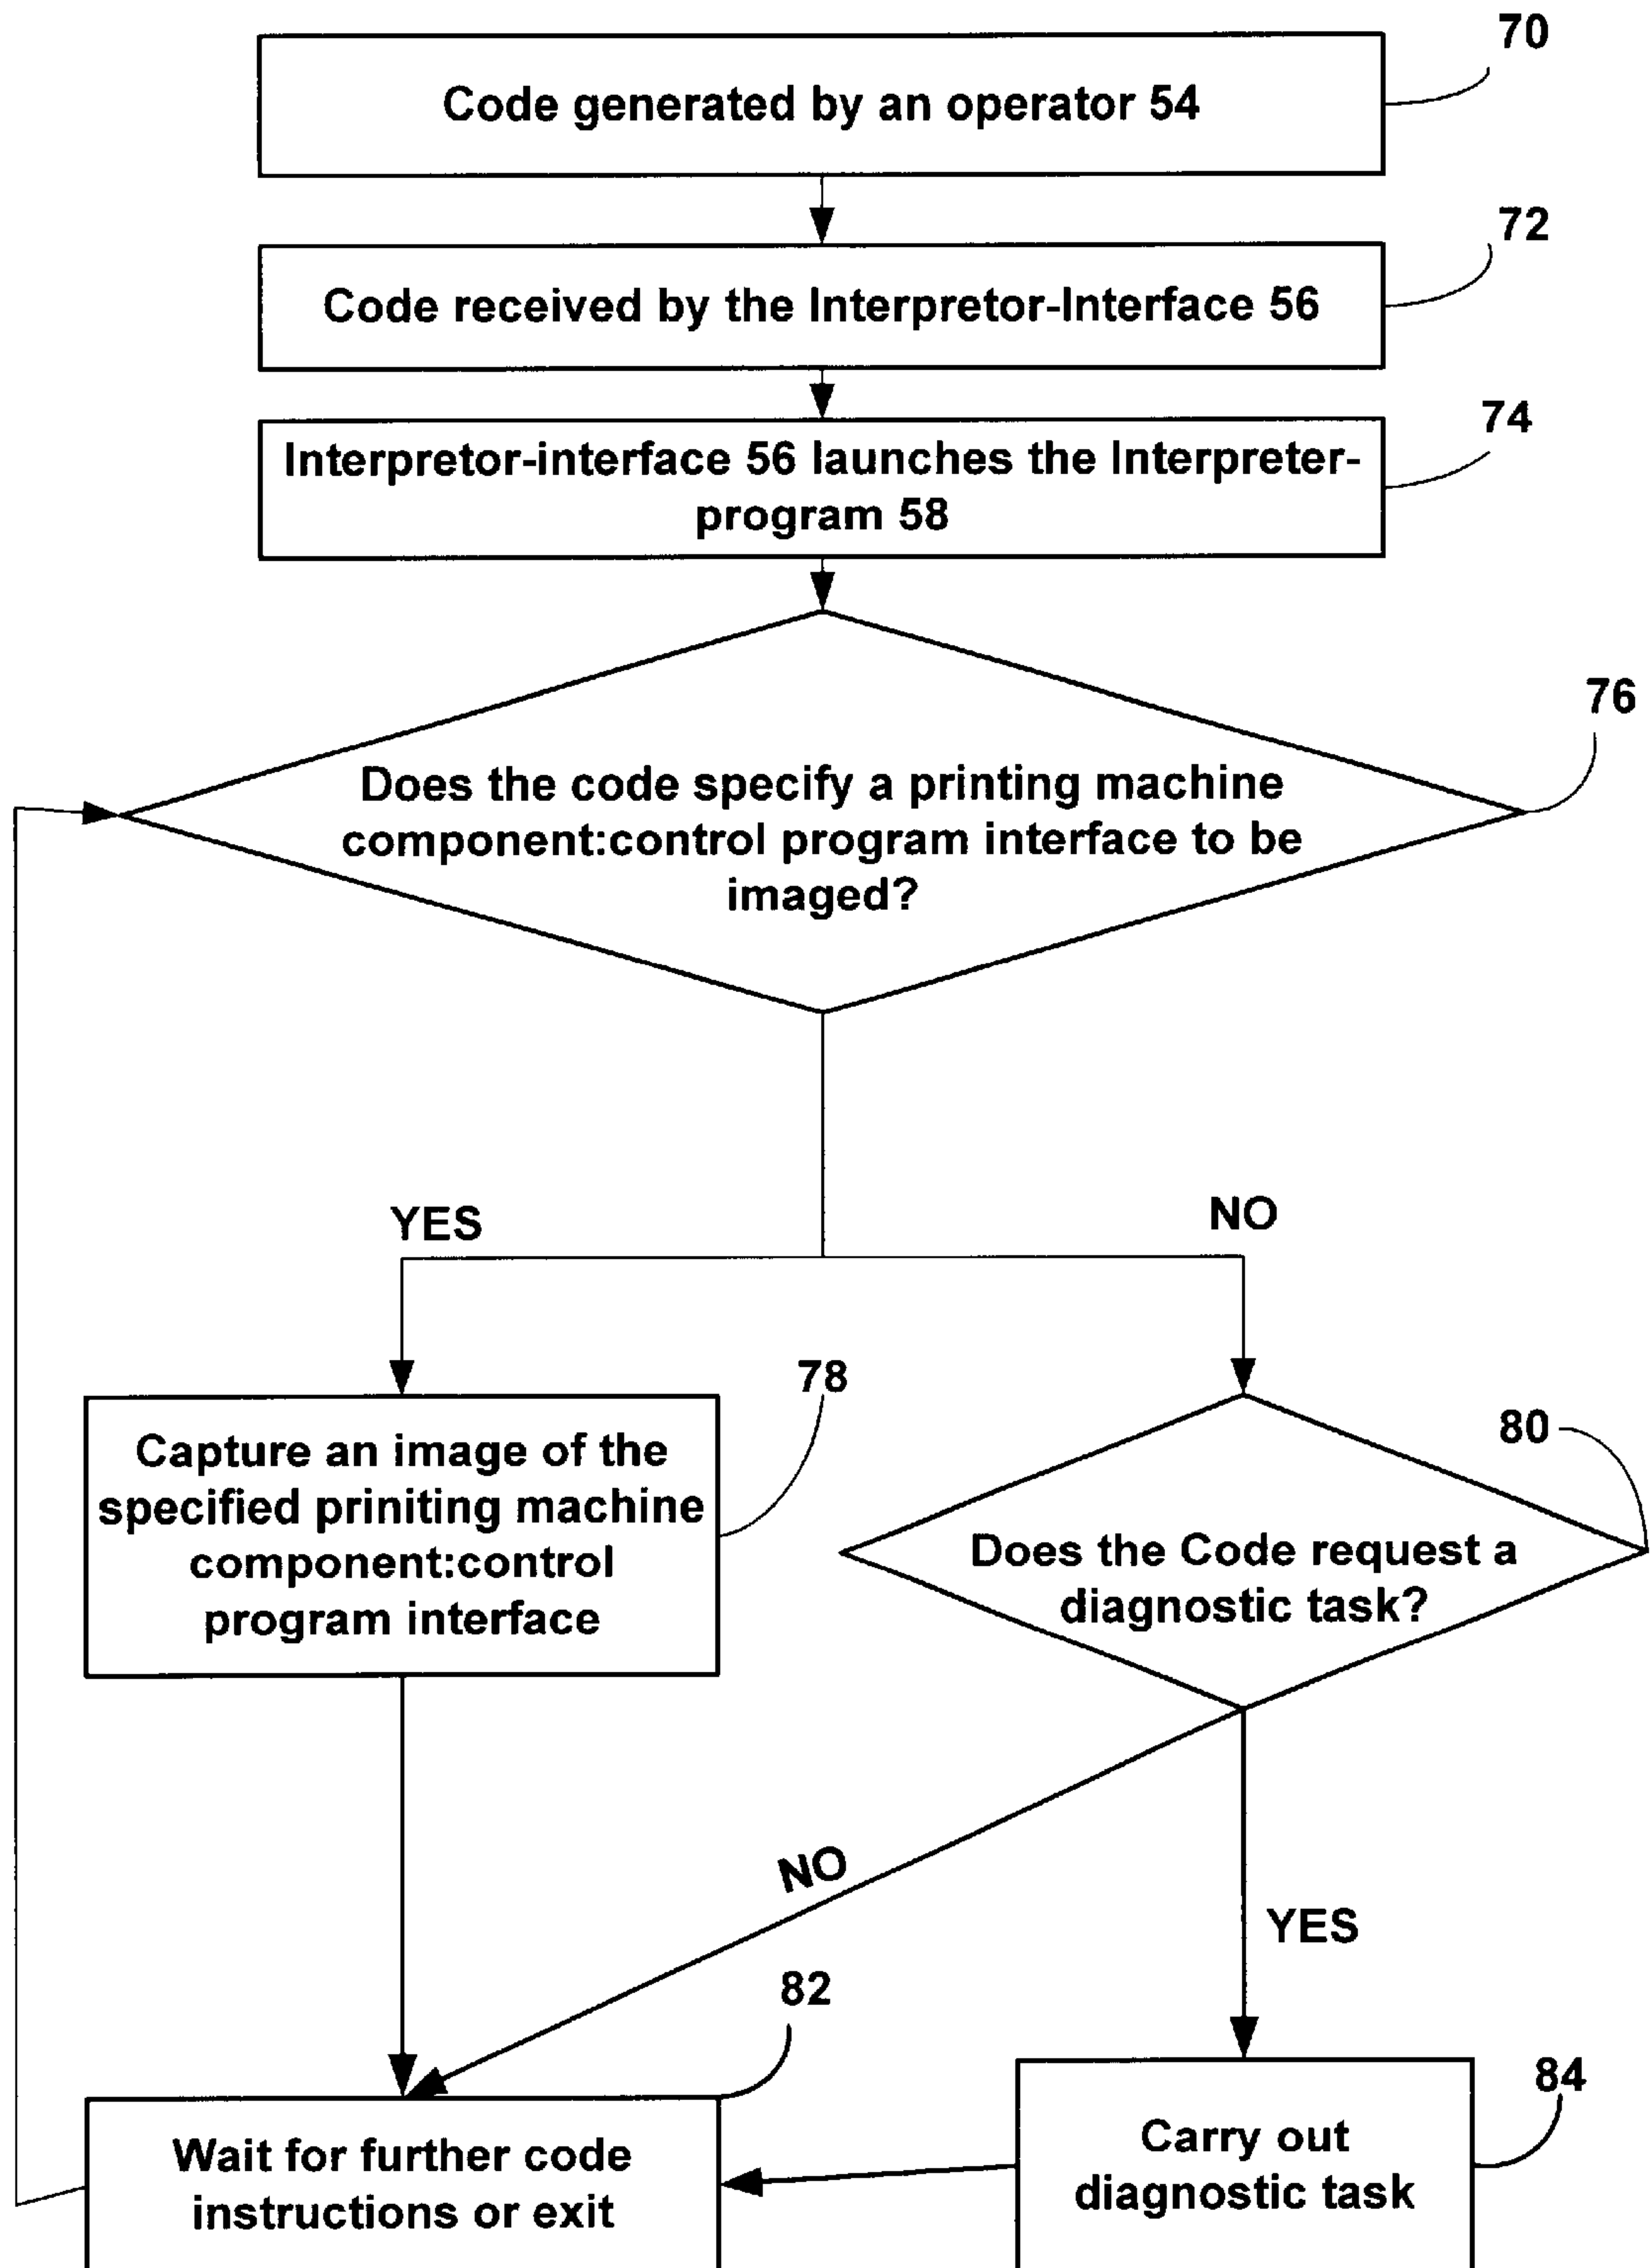 70
Code generated by an operator 54
72
Code received by the Interpretor-Interface 56
74
Interpretor-interface 56 launches the Interpreter-
program 58
76
Does the code specify a printing machine
component:control program interface to be
imaged?
YES
NO
78
Capture an image of the
specified priniting machine
component:control
program interface
80
Does the Code request a
diagnostic task?
NO
YES
82
Wait for further code
instructions or exit
84
Carry out
diagnostic task